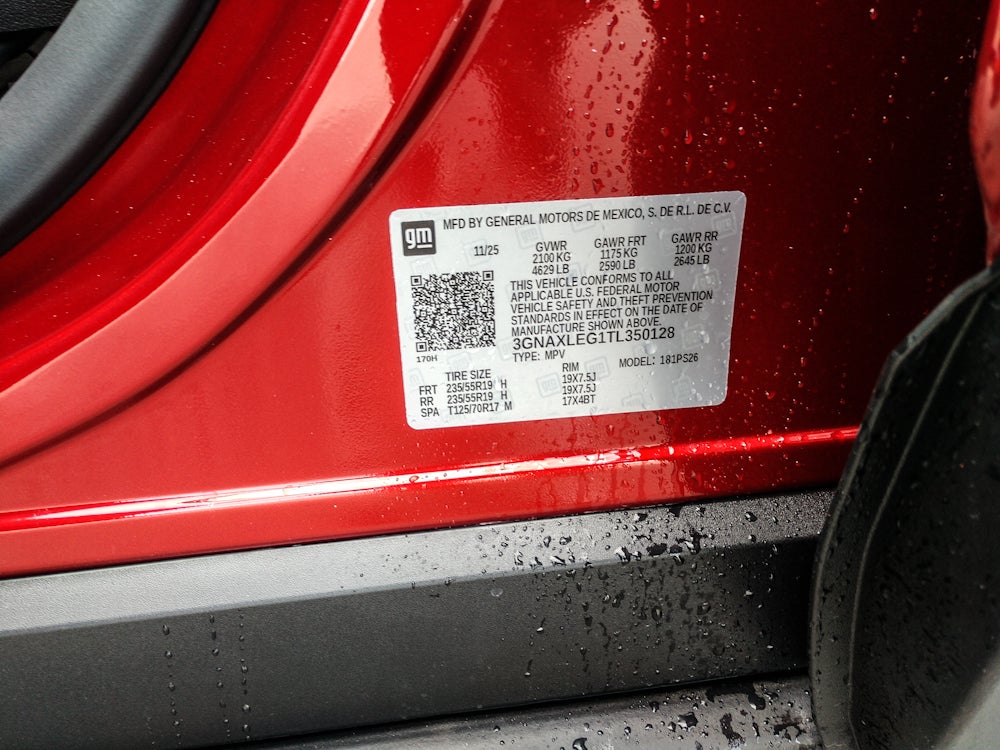 gm
MFD BY GENERAL MOTORS DE MEXICO, S. DE R.L. DE C.V.
11/25 GVWR GAWR FRT GAWR RR
2100 KG 1175 KG 1200 KG
4629 LB 2590 LB 2645 LB
THIS VEHICLE CONFORMS TO ALL
APPLICABLE U.S. FEDERAL MOTOR
VEHICLE SAFETY AND THEFT PREVENTION
STANDARDS IN EFFECT ON THE DATE OF
MANUFACTURE SHOWN ABOVE.
3GNAXLEG1TL350128
170H
TYPE: MPV MODEL: 181PS26
TIRE SIZE RIM
FRT 235/55R19 H 19X7.5J
RR 235/55R19 H 19X7.5J
SPA T125/70R17 M 17X4BT